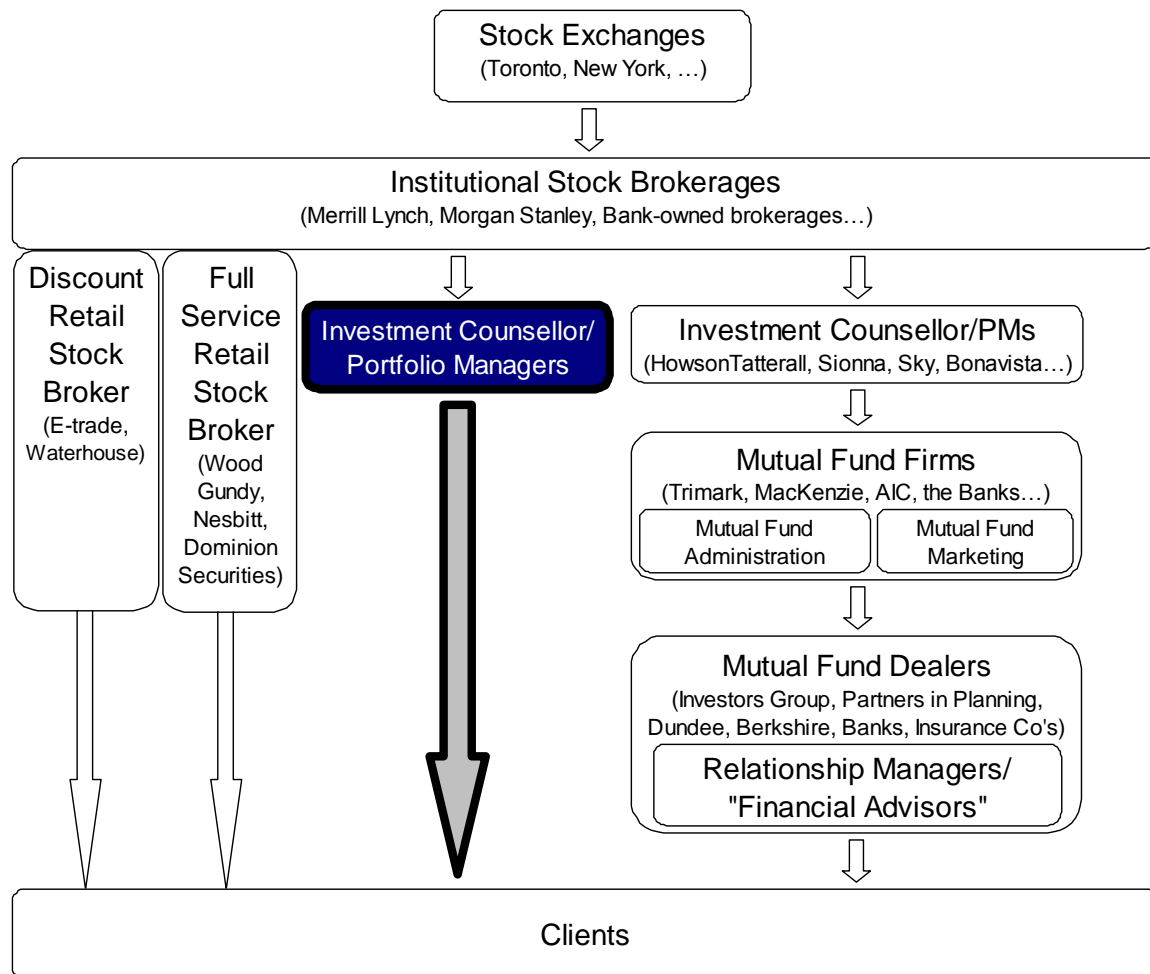 Stock Exchanges
(Toronto, New York, …)
Institutional Stock Brokerages
(Merrill Lynch, Morgan Stanley, Bank-owned brokerages…)
Discount
Retail
Stock
Broker
(E-trade,
Waterhouse)
Full
Service
Retail
Stock
Broker
(Wood
Gundy,
Nesbitt,
Dominion
Securities)
Investment Counsellor/
Portfolio Managers
Investment Counsellor/PMs
(HowsonTatterall, Sionna, Sky, Bonavista…)
Mutual Fund Firms
(Trimark, MacKenzie, AIC, the Banks…)
Mutual Fund
Administration
Mutual Fund
Marketing
Mutual Fund Dealers
(Investors Group, Partners in Planning,
Dundee, Berkshire, Banks, Insurance Co's)
Relationship Managers/
"Financial Advisors"
Clients